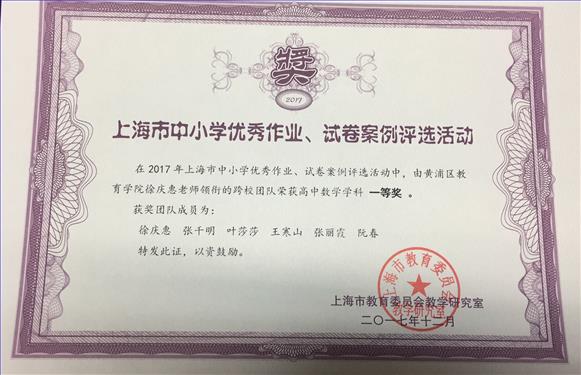 奖
2017
上海市中小学优秀作业、试卷案例评选活动
在2017年上海市中小学优秀作业、试卷案例评选活动中，由黄浦区教
育学院徐庆惠老师领衔的跨校团队荣获高中数学学科 一等奖 。
获奖团队成员为：
徐庆惠 张千明 叶莎莎 王寒山 张丽霞 阮春
特发此证，以资鼓励。
上海市教育委员会
教学研究室
上海市教育委员会教学研究室
二〇一七年十二月